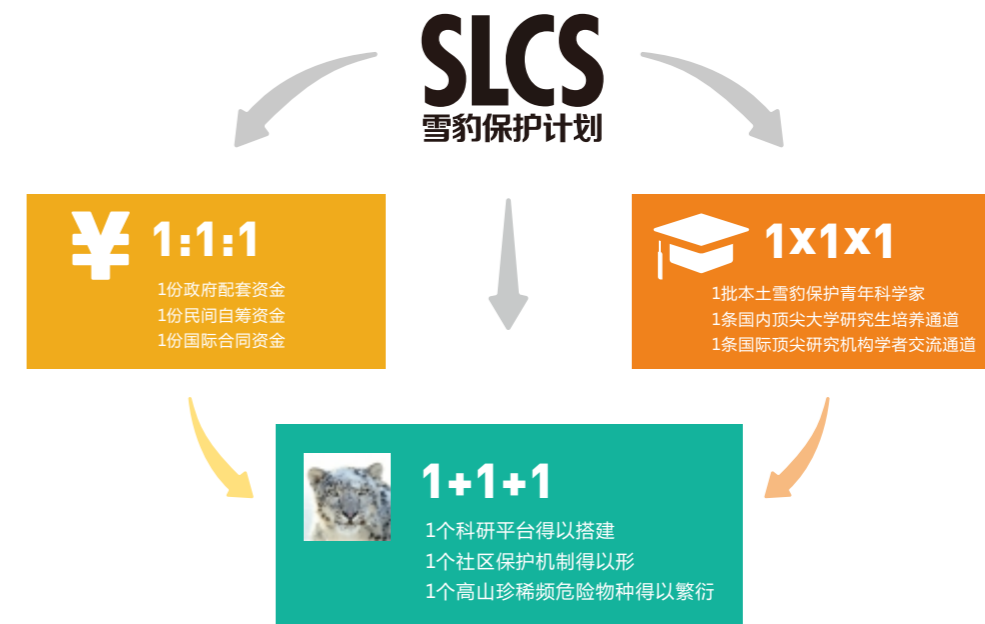 SLCS
雪豹保护计划
¥
1:1:1
1份政府配套资金
1份民间自筹资金
1份国际合同资金
1x1x1
1批本土雪豹保护青年科学家
1条国内顶尖大学研究生培养通道
1条国际顶尖研究机构学者交流通道
1+1+1
1个科研平台得以搭建
1个社区保护机制得以形
1个高山珍稀频危险物种得以繁衍